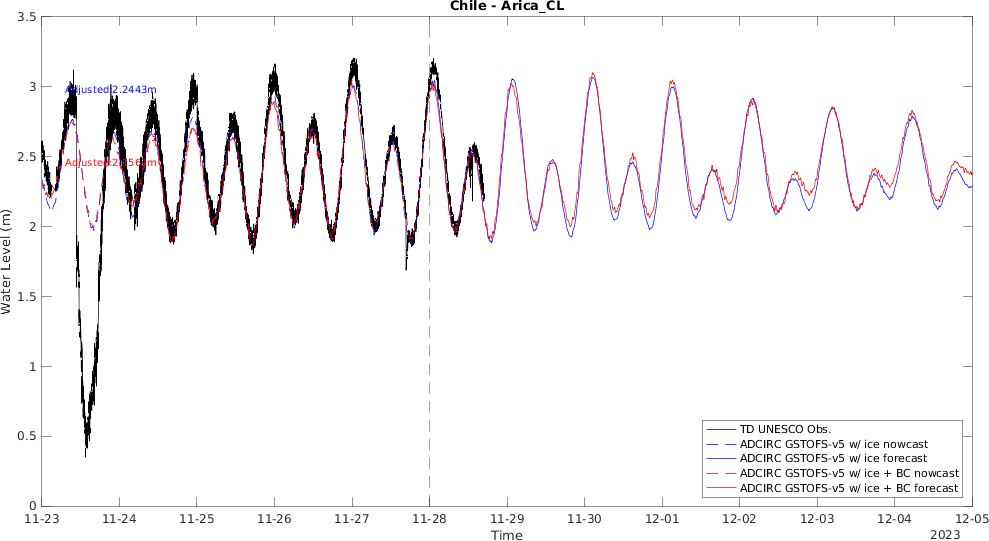 Chile - Arica_CL
3.5
3
2.5
2
1.5
1
0.5
0
Water Level (m)
Adjusted:2.2443m
TD UNESCO Obs.
ADCIRC GSTOFS-v5 w/ ice nowcast
ADCIRC GSTOFS-v5 w/ ice forecast
ADCIRC GSTOFS-v5 w/ ice + BC nowcast
ADCIRC GSTOFS-v5 w/ ice + BC forecast
11-23 11-24 11-25 11-26 11-27 11-28 11-29 11-30 12-01 12-02 12-03 12-04 12-05
Time
2023